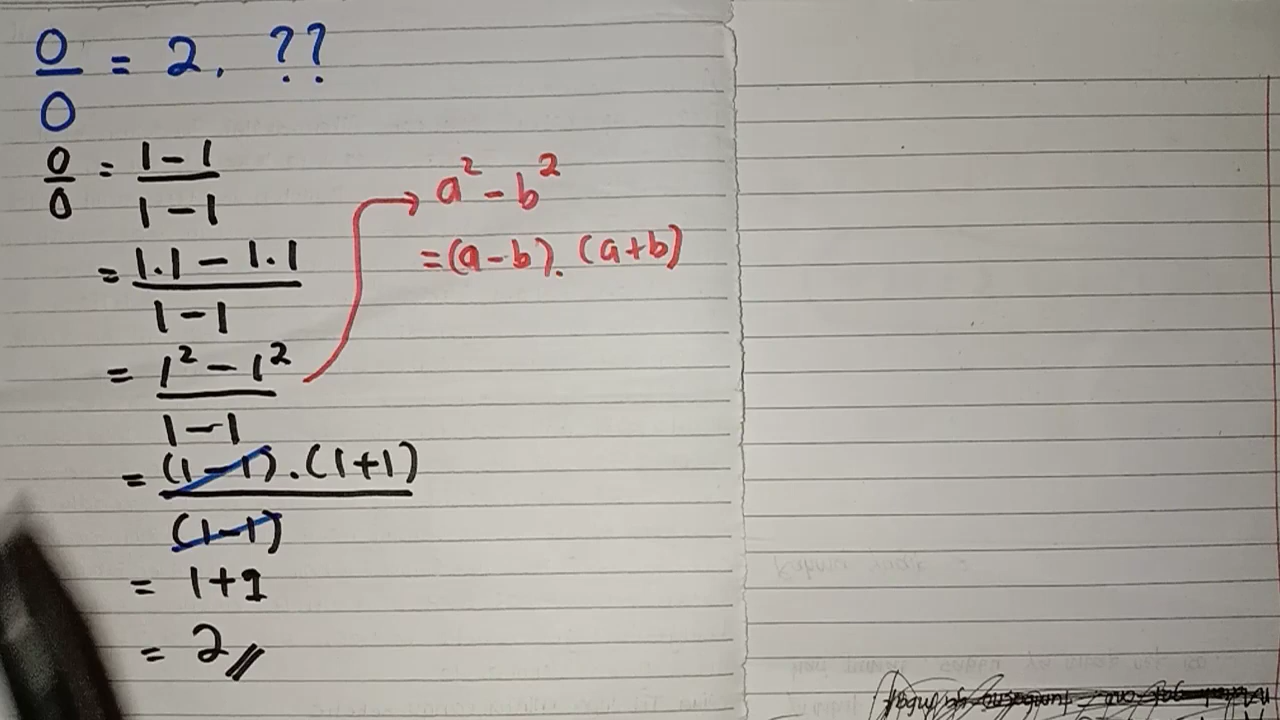 0/0 = 2, ??
0/0 = (1-1)/(1-1)
= (1.1 - 1.1)/(1-1)
= (1² - 1²)/(1-1)
= (1-1).(1+1)/(1-1)
= 1+1
= 2//
a² - b²
= (a-b).(a+b)